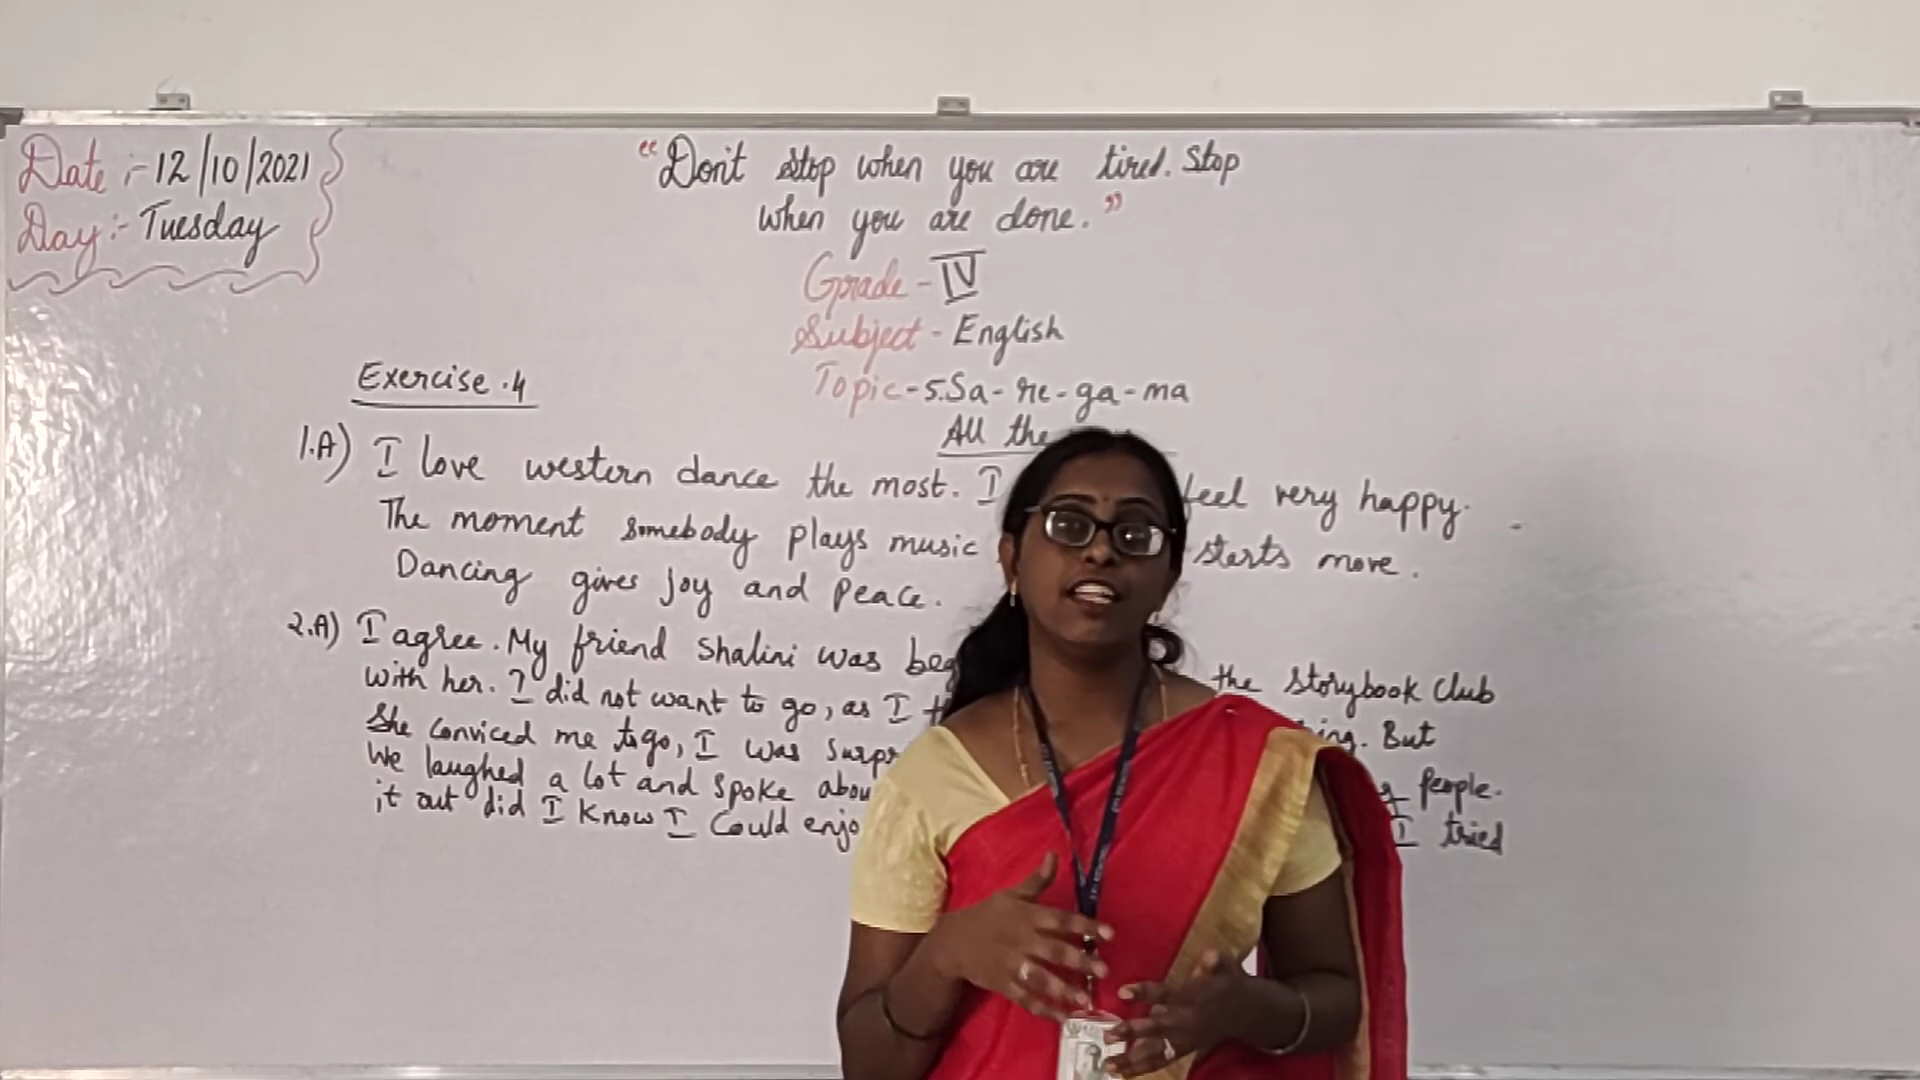 Date :- 12/10/2021
Day :- Tuesday
"Don't stop when you are tired. Stop
when you are done."
Grade - IV
Subject - English
Topic - 5. Sa - re - ga - ma
All the
Exercise . 4
1.A) I love western dance the most. I feel very happy.
The moment somebody plays music starts move.
Dancing gives joy and peace.
2.A) I agree. My friend Shalini was the storybook club
with her. I did not want to go, as I But
She conviced me to go, I was people.
We laughed a lot and spoke I tried
it out did I know I could